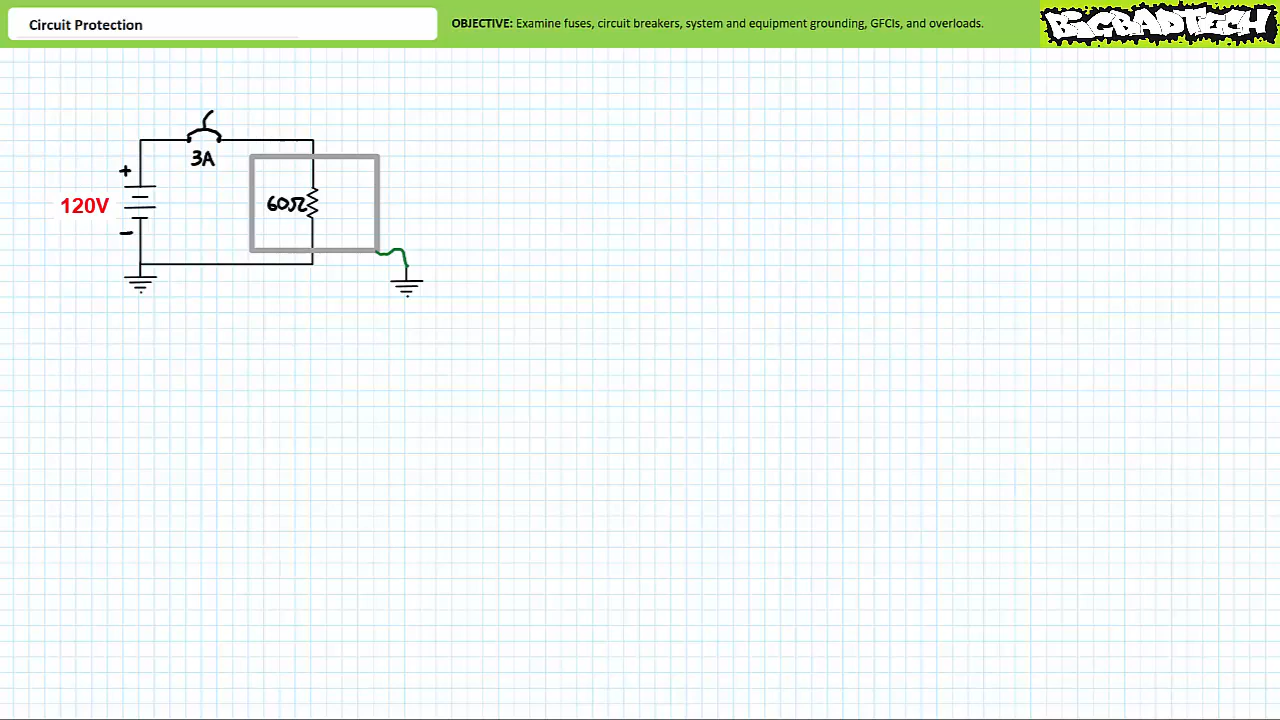 Circuit Protection
OBJECTIVE: Examine fuses, circuit breakers, system and equipment grounding, GFCIs, and overloads.
BIGBADTECH
3A
+
120V
60Ω
−